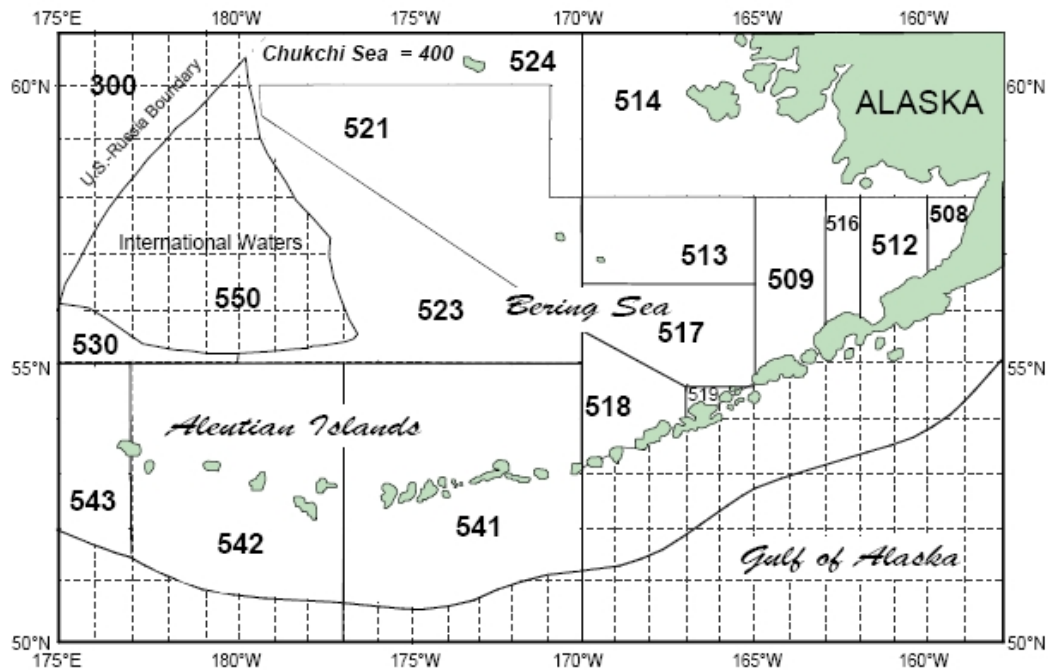 175°E 180°W 175°W 170°W 165°W 160°W
Chukchi Sea = 400
524
60°N
300
60°N
514
ALASKA
521
U.S.-Russia Boundary
508
516
512
International Waters
513
509
550
523
Bering Sea
517
530
55°N
55°N
519
518
Aleutian Islands
543
541
542
Gulf of Alaska
50°N
50°N
175°E 180°W 175°W 170°W 165°W 160°W